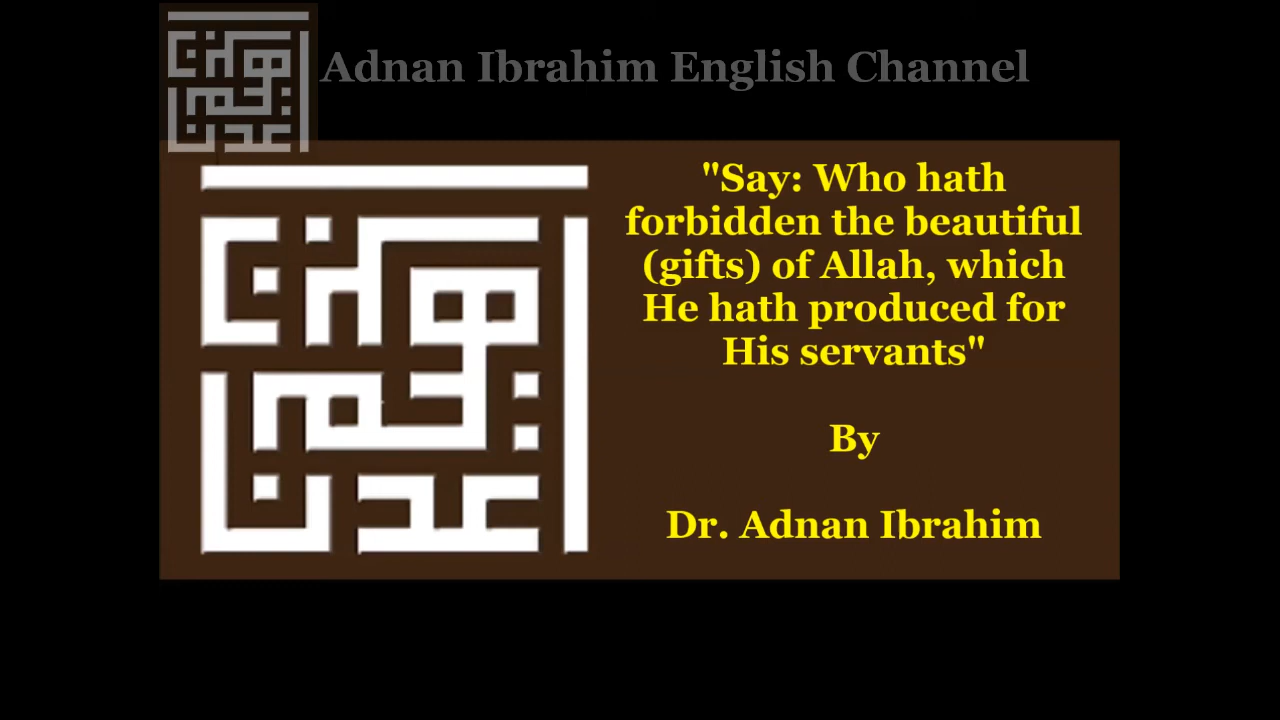 Adnan Ibrahim English Channel
"Say: Who hath
forbidden the beautiful
(gifts) of Allah, which
He hath produced for
His servants"
By
Dr. Adnan Ibrahim